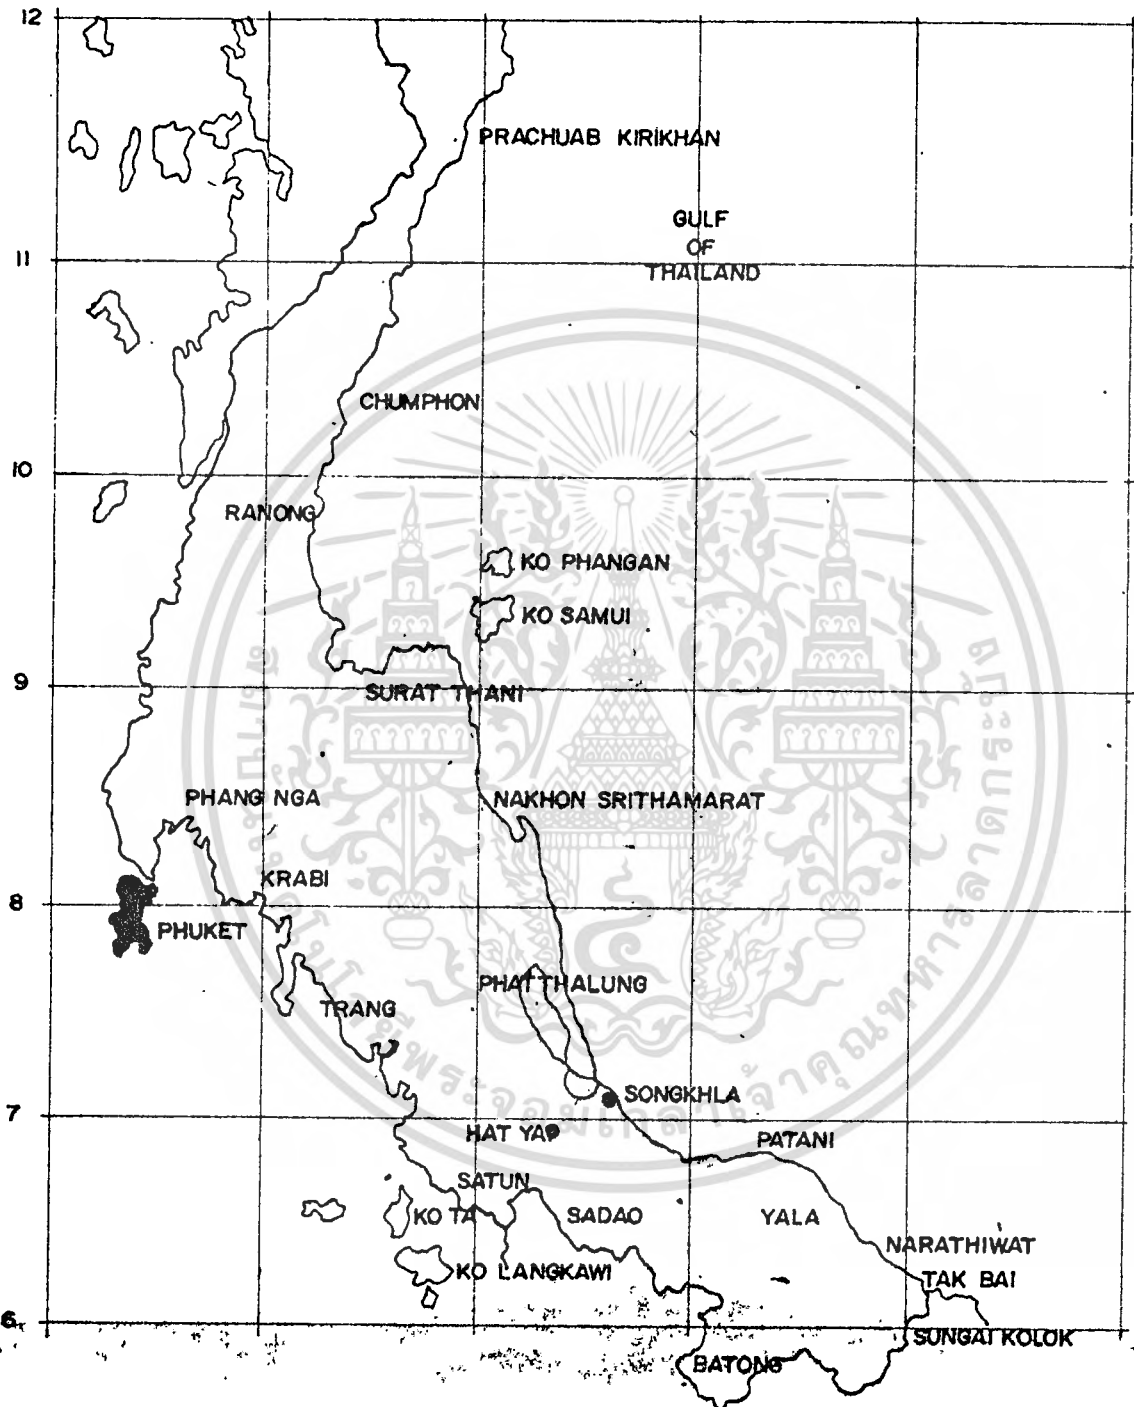 12
PRACHUAB KIRIKHAN
GULF
OF
THAILAND
11
CHUMPHON
10
RANONG
KO PHANGAN
KO SAMUI
9
SURAT THANI
PHANG NGA
NAKHON SRITHAMARAT
KRABI
8
PHUKET
PHATTHALUNG
TRANG
SONGKHLA
7
HAT YA
PATANI
SATUN
KO TA
SADAO
YALA
NARATHIWAT
KO LANGKAWI
TAK BAI
6
SUNGAI KOLOK
BATONG